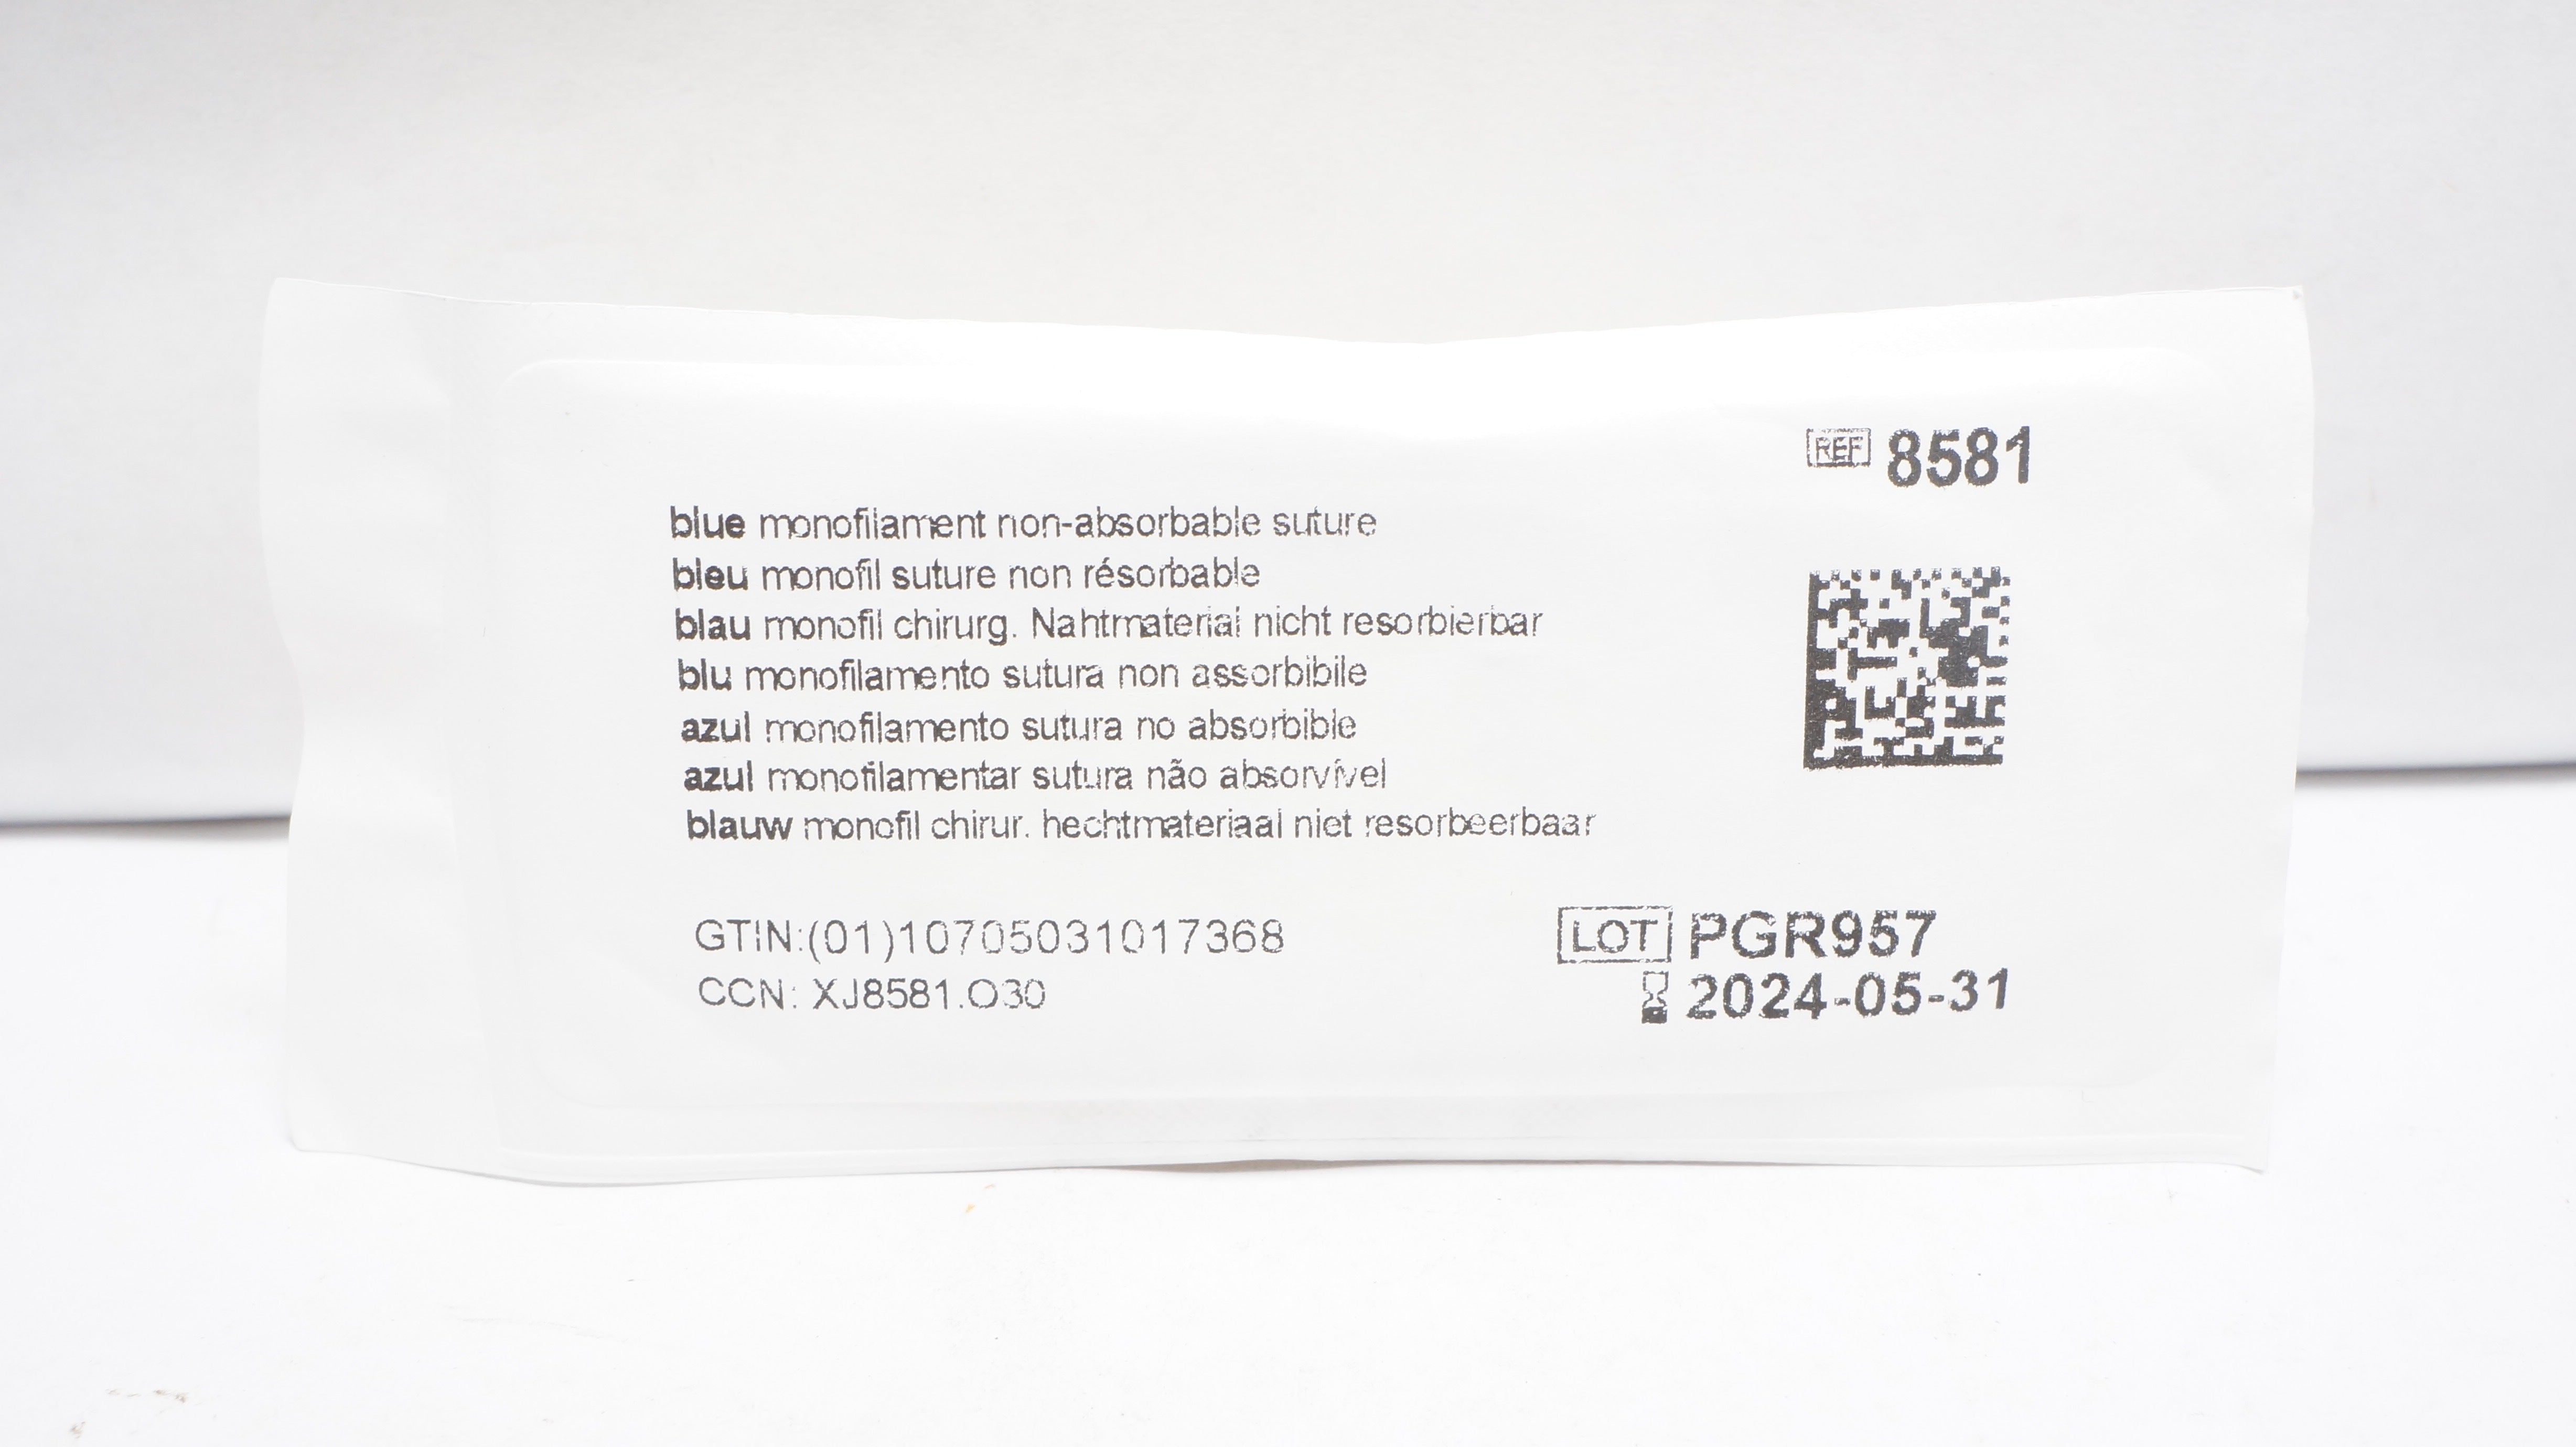 REF 8581
blue monofilament non-absorbable suture
bleu monofil suture non résorbable
blau monofil chirurg. Nahtmaterial nicht resorbierbar
blu monofilamento sutura non assorbibile
azul monofilamento sutura no absorbible
azul monofilamentar sutura não absorvível
blauw monofil chirur. hechtmateriaal niet resorbeerbaar
GTIN:(01)10705031017368
CCN: XJ8581.O30
LOT PGR957
2024-05-31